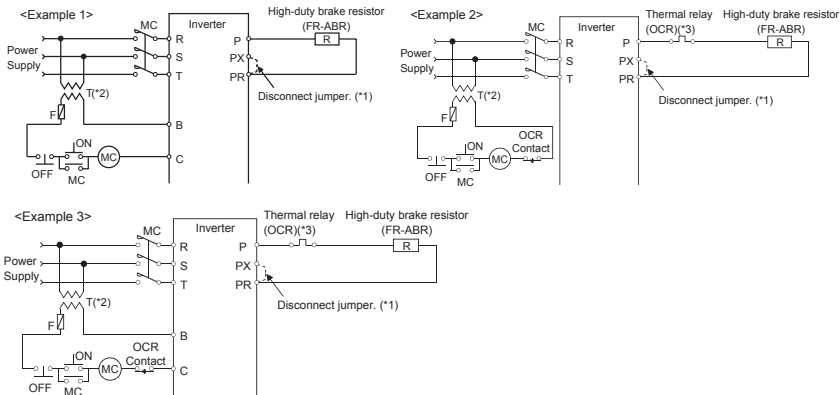 <Example 1>
MC
Inverter
High-duty brake resistor
(FR-ABR)
Power
Supply
R
S
T
P
PX
PR
R
Disconnect jumper. (*1)
T(*2)
F
B
C
ON
OFF
MC
MC
<Example 2>
MC
Inverter
Thermal relay
(OCR)(*3)
High-duty brake resistor
(FR-ABR)
Power
Supply
R
S
T
P
PX
PR
R
Disconnect jumper. (*1)
T(*2)
F
ON
OFF
MC
MC
OCR
Contact
<Example 3>
MC
Inverter
Thermal relay
(OCR)(*3)
High-duty brake resistor
(FR-ABR)
Power
Supply
R
S
T
P
PX
PR
R
Disconnect jumper. (*1)
T(*2)
F
B
C
ON
OFF
MC
MC
OCR
Contact